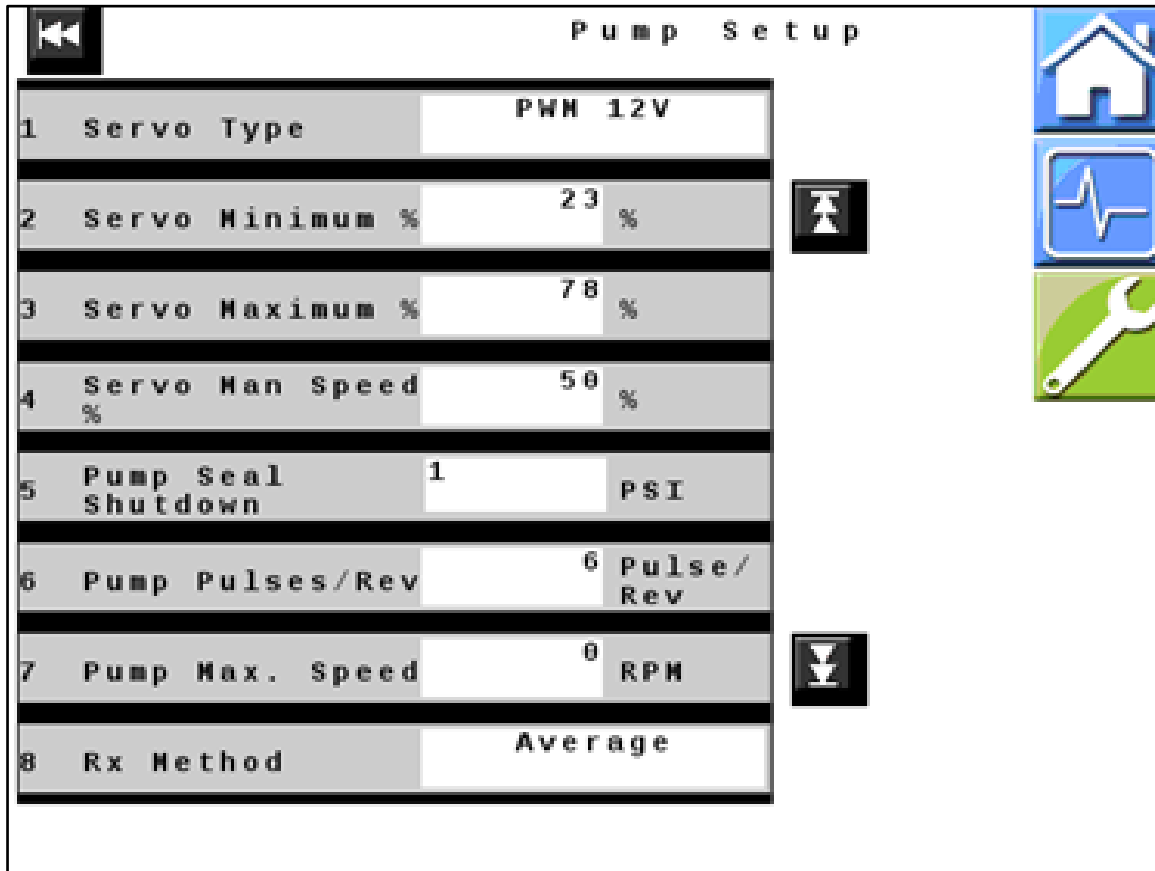 Pump Setup
1 Servo Type PWM 12V
2 Servo Minimum % 23 %
3 Servo Maximum % 78 %
4 Servo Man Speed % 50 %
5 Pump Seal Shutdown 1 PSI
6 Pump Pulses/Rev 6 Pulse/Rev
7 Pump Max. Speed 0 RPM
8 Rx Method Average